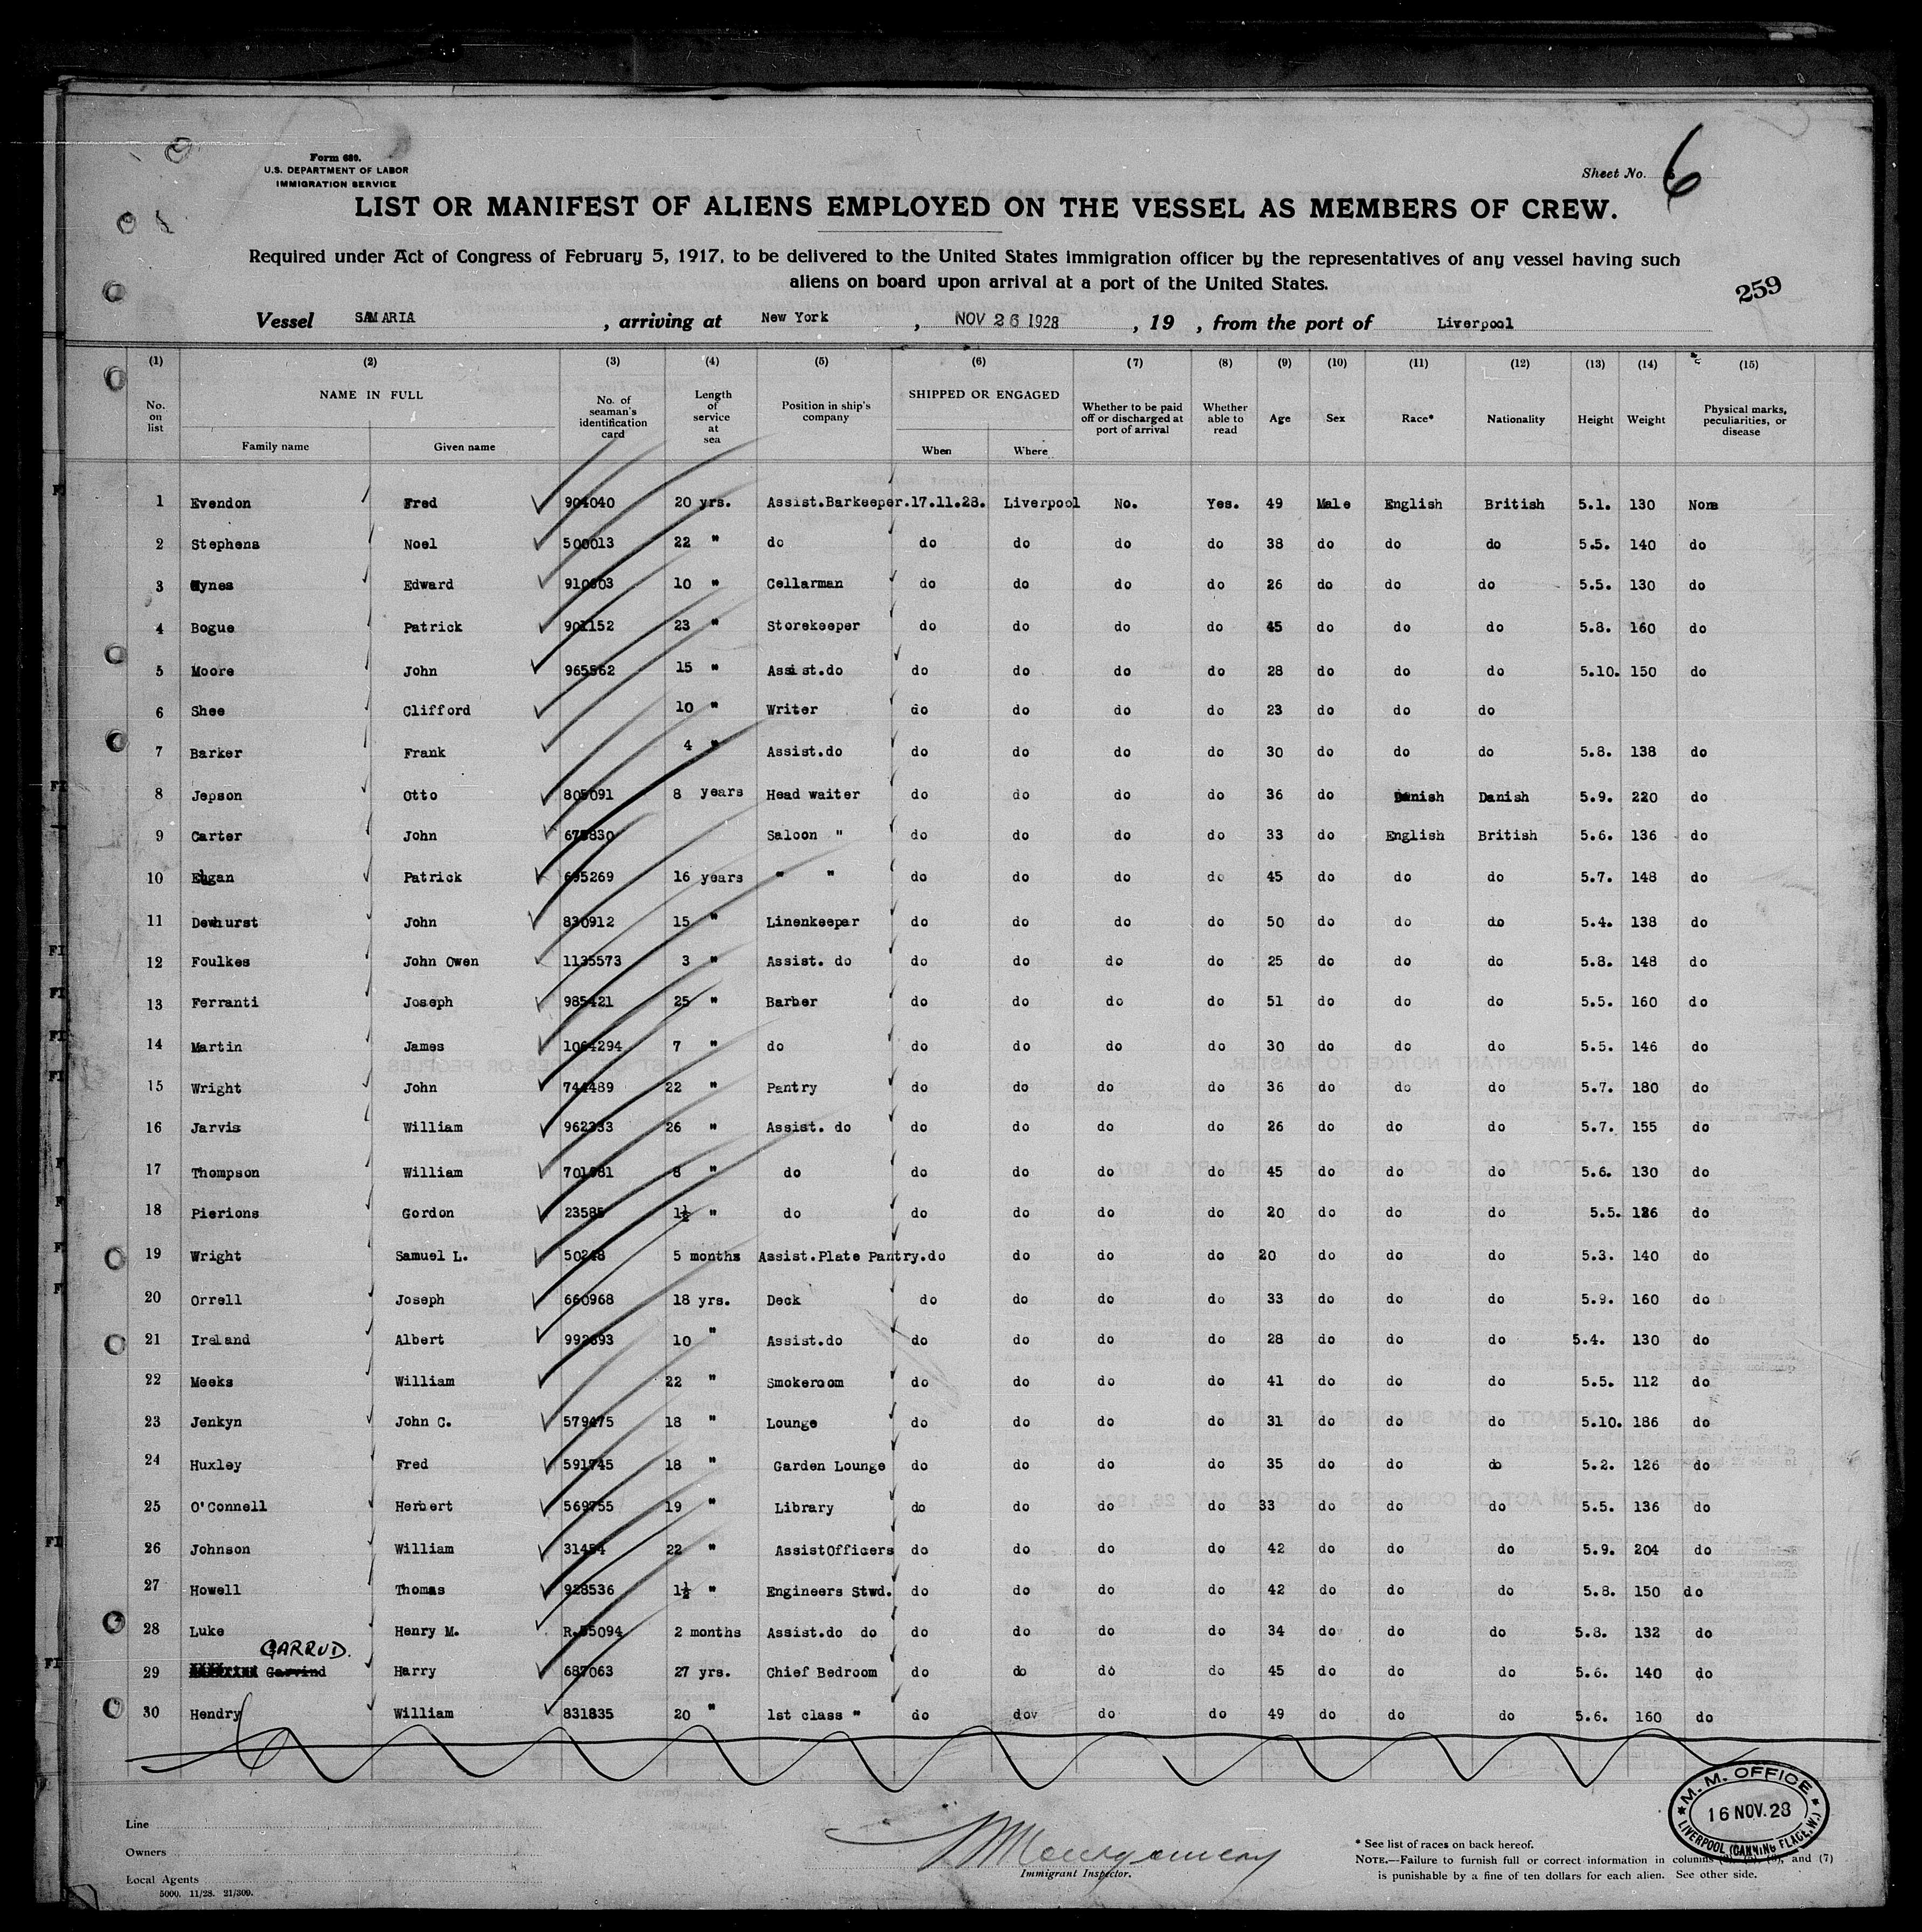 Form 680.
U.S. DEPARTMENT OF LABOR
IMMIGRATION SERVICE
Sheet No. 6
LIST OR MANIFEST OF ALIENS EMPLOYED ON THE VESSEL AS MEMBERS OF CREW.
Required under Act of Congress of February 5, 1917, to be delivered to the United States immigration officer by the representatives of any vessel having such
aliens on board upon arrival at a port of the United States.
259
Vessel SAMARIA , arriving at New York , NOV 26 1928 , 19 , from the port of Liverpool
(1) (2) (3) (4) (5) (6) (7) (8) (9) (10) (11) (12) (13) (14) (15)
No. on list NAME IN FULL Family name Given name No. of seaman's identification card Length of service at sea Position in ship's company SHIPPED OR ENGAGED When Where Whether to be paid off or discharged at port of arrival Whether able to read Age Sex Race* Nationality Height Weight Physical marks, peculiarities, or disease
1 Evendon Fred 904040 20 yrs. Assist.Barkeeper. 17.11.28. Liverpool No. Yes. 49 Male English British 5.1. 130 None
2 Stephens Noel 500013 22 " do do do do do 38 do do do 5.5. 140 do
3 Hynes Edward 10 " Cellarman do do do do 26 do do do 5.5. 130 do
4 Bogue Patrick 901152 23 " Storekeeper do do do do 45 do do do 5.8. 160 do
5 Moore John 965562 15 " Assist.do do do do do 28 do do do 5.10. 150 do
6 Shee Clifford 10 " Writer do do do do 23 do do do
7 Barker Frank 4 " Assist.do do do do do 30 do do do 5.8. 138 do
8 Jepson Otto 805091 8 years Head waiter do do do do 36 do Danish Danish 5.9. 220 do
9 Carter John Saloon " do do do do 33 do English British 5.6. 136 do
10 Patrick 695269 16 years " " do do do do 45 do do do 5.7. 148 do
11 Dewhurst John 830912 15 " Linenkeeper do do do do 50 do do do 5.4. 138 do
12 Foulkes John Owen 1135573 3 " Assist. do do do do do 25 do do do 5.8. 148 do
13 Ferranti Joseph 985421 25 " Barber do do do do 51 do do do 5.5. 160 do
14 Martin James 1064294 7 " do do do do do 30 do do do 5.5. 146 do
15 Wright John 744489 22 " Pantry do do do do 36 do do do 5.7. 180 do
16 Jarvis William 962333 26 " Assist. do do do do do 26 do do do 5.7. 155 do
17 Thompson William 701981 8 " do do do do do 45 do do do 5.6. 130 do
18 Pierions Gordon 23585 1½ " do do do do do 20 do do do 5.5. 126 do
19 Wright Samuel L. 50248 5 months Assist.Plate Pantry.do do do do 20 do do do 5.3. 140 do
20 Orrell Joseph 660968 18 yrs. Deck do do do do 33 do do do 5.9. 160 do
21 Ireland Albert 992693 10 " Assist.do do do do do 28 do do do 5.4. 130 do
22 Meeks William 22 " Smokeroom do do do do 41 do do do 5.5. 112 do
23 Jenkyn John C. 579475 18 " Lounge do do do do 31 do do do 5.10. 186 do
24 Huxley Fred 591745 18 " Garden Lounge do do do do 35 do do do 5.2. 126 do
25 O'Connell Herbert 569755 19 " Library do do do do 33 do do do 5.5. 136 do
26 Johnson William 31454 22 " AssistOfficers do do do do 42 do do do 5.9. 204 do
27 Howell Thomas 928536 1½ " Engineers Stwd. do do do do 42 do do do 5.8. 150 do
28 Luke Henry M. R.55094 2 months Assist.do do do do do do 34 do do do 5.8. 132 do
GARRUD.
29 Garvind Harry 687063 27 yrs. Chief Bedroom do do do do 45 do do do 5.6. 140 do
30 Hendry William 831835 20 " 1st class " do do do do 49 do do do 5.6. 160 do
M. M. OFFICE
16 NOV. 28
LIVERPOOL (CANNING PLACE, W.)
Line
Owners
Local Agents
5000. 11/28. 21/309.
Montgomery
Immigrant Inspector.
* See list of races on back hereof.
NOTE.—Failure to furnish full or correct information in columns and (7)
is punishable by a fine of ten dollars for each alien. See other side.